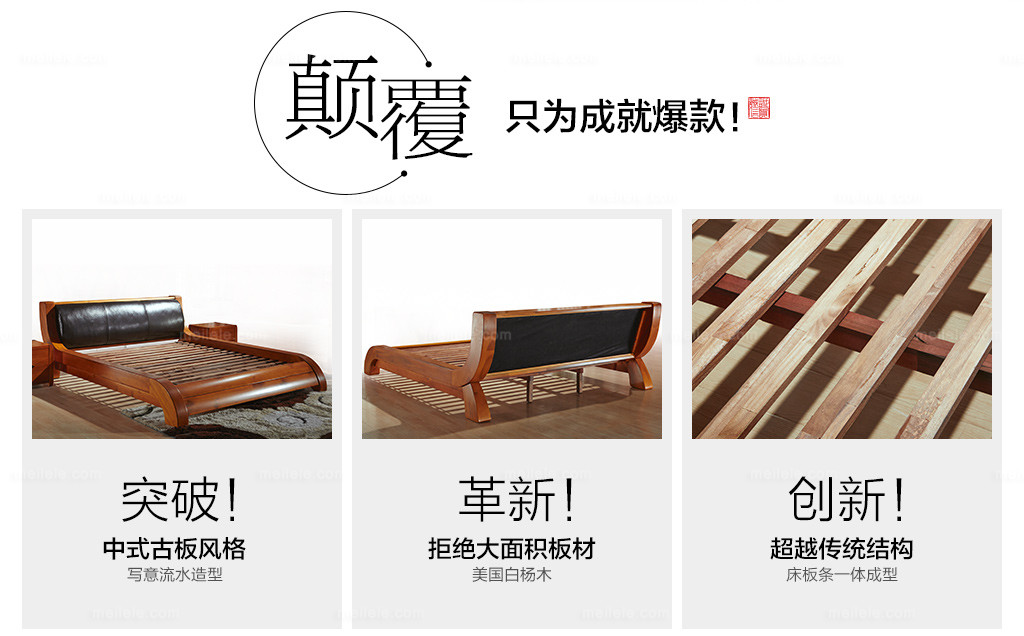 颠覆
只为成就爆款！
突破！
中式古板风格
写意流水造型
革新！
拒绝大面积板材
美国白杨木
创新！
超越传统结构
床板条一体成型